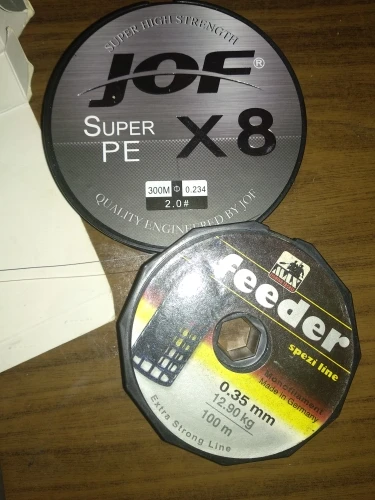 SUPER HIGH STRENGTH
JOF®
SUPER
PE
X8
300M Φ 0.234
2.0#
QUALITY ENGINEERED BY JOF
feeder
spezi line
Monofilament
Made in Germany
0.35 mm
12.90 kg
100 m
Extra Strong Line